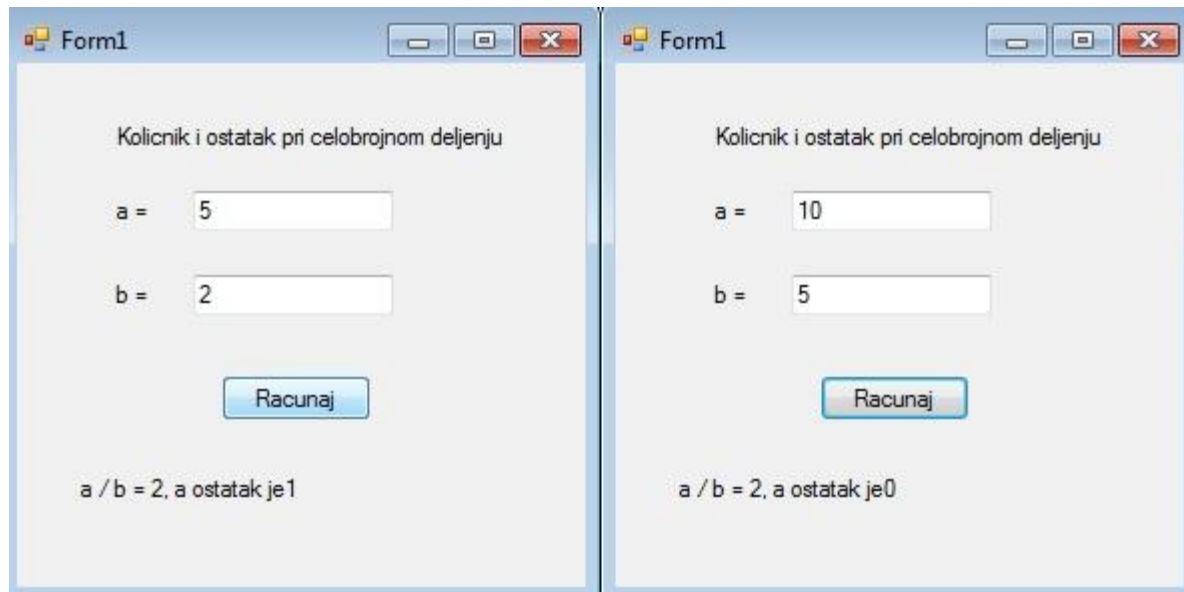 Form1
Kolicnik i ostatak pri celobrojnom deljenju
a = 5
b = 2
Racunaj
a / b = 2, a ostatak je1
Form1
Kolicnik i ostatak pri celobrojnom deljenju
a = 10
b = 5
Racunaj
a / b = 2, a ostatak je0